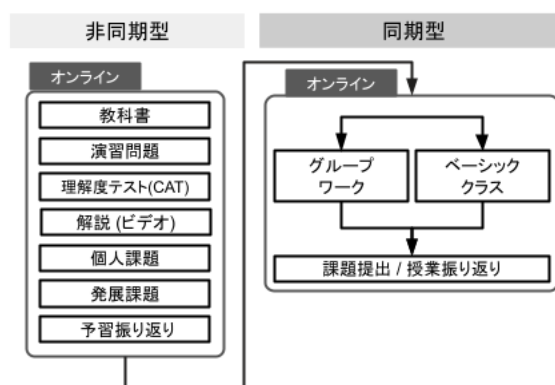 非同期型
同期型
オンライン
教科書
演習問題
理解度テスト(CAT)
解説 (ビデオ)
個人課題
発展課題
予習振り返り
オンライン
グループ
ワーク
ベーシック
クラス
課題提出 / 授業振り返り